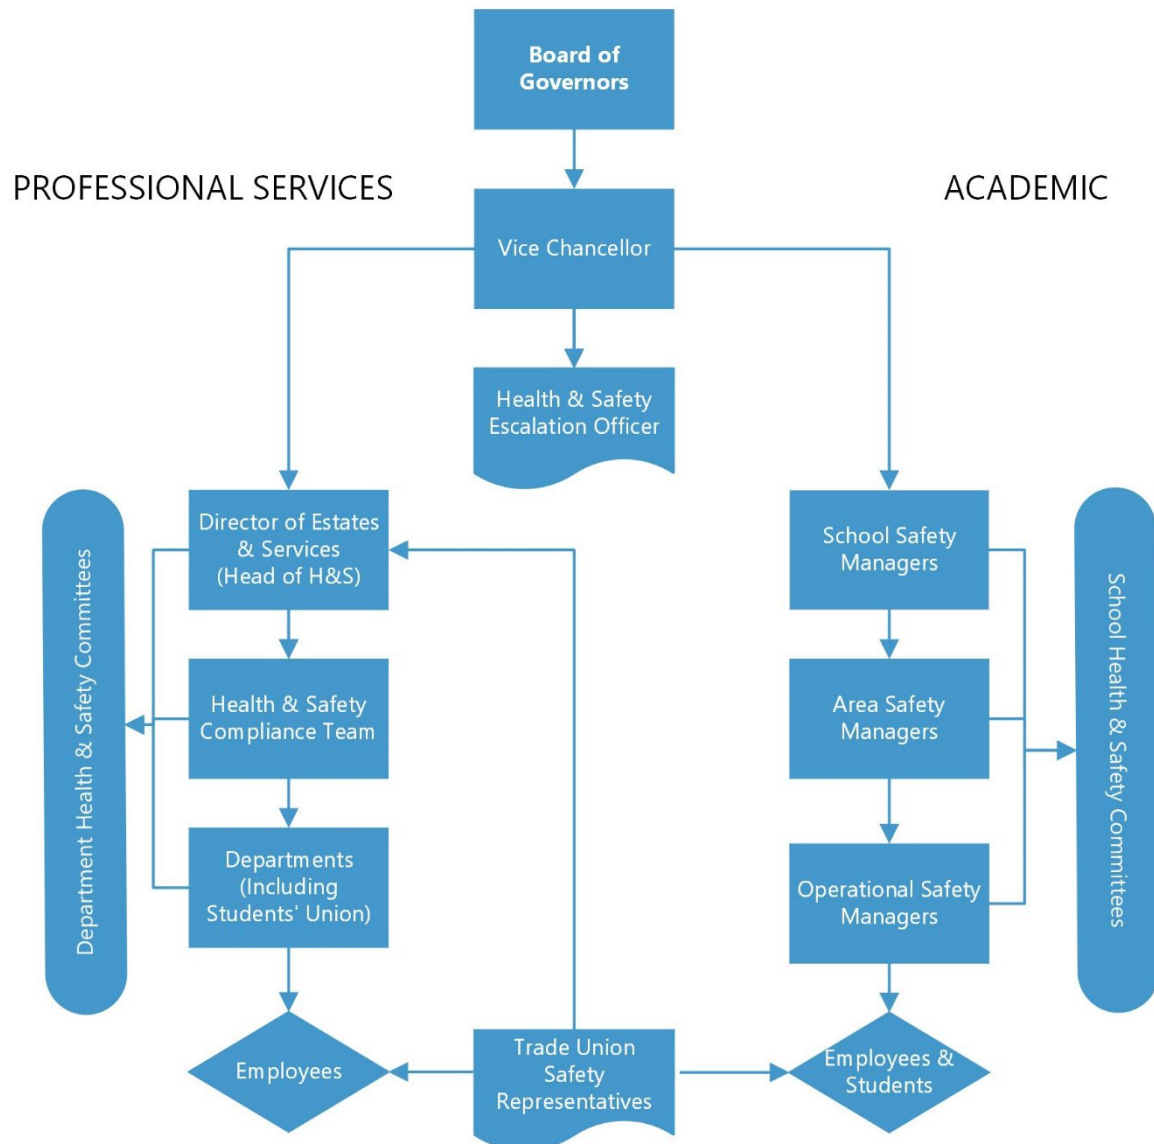 Board of
Governors
PROFESSIONAL SERVICES
ACADEMIC
Vice Chancellor
Health & Safety
Escalation Officer
Department Health & Safety Committees
Director of Estates
& Services
(Head of H&S)
Health & Safety
Compliance Team
Departments
(Including
Students' Union)
Employees
Trade Union
Safety
Representatives
School Safety
Managers
Area Safety
Managers
Operational Safety
Managers
Employees &
Students
School Health & Safety Committees